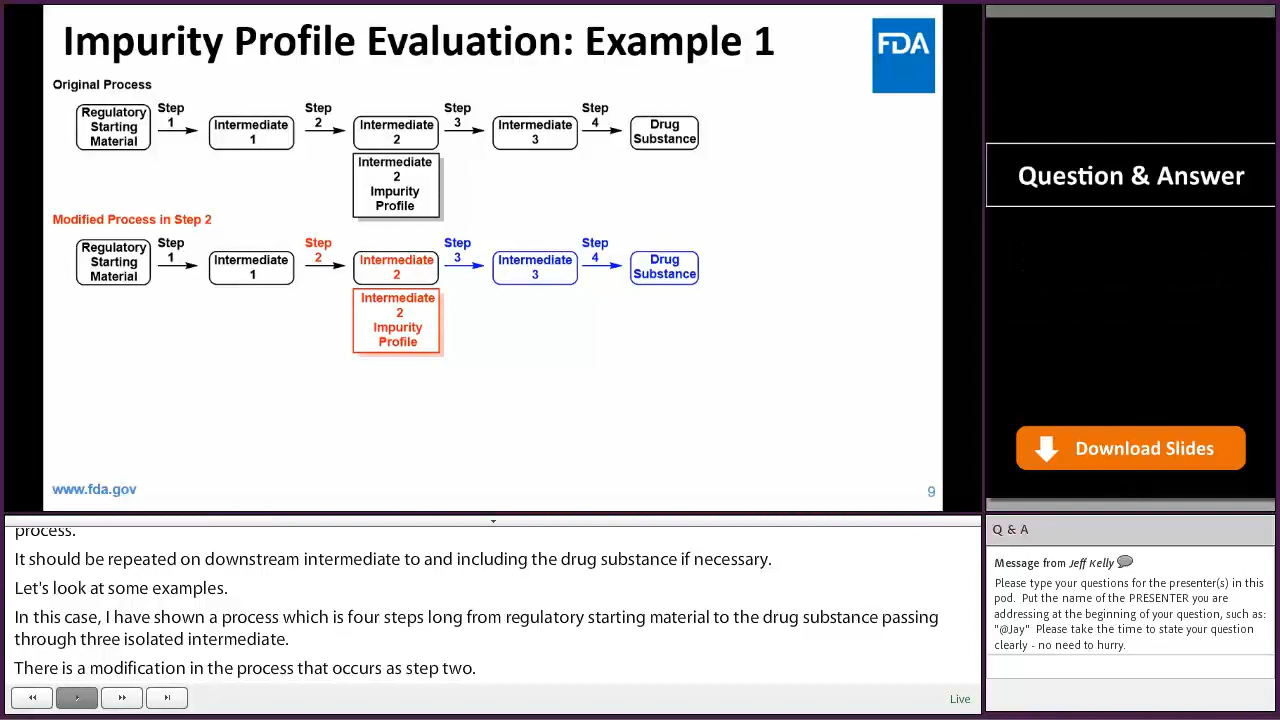 Impurity Profile Evaluation: Example 1
FDA
Original Process
Regulatory
Starting
Material
Step
1
Intermediate
1
Step
2
Intermediate
2
Step
3
Intermediate
3
Step
4
Drug
Substance
Intermediate
2
Impurity
Profile
Modified Process in Step 2
Regulatory
Starting
Material
Step
1
Intermediate
1
Step
2
Intermediate
2
Step
3
Intermediate
3
Step
4
Drug
Substance
Intermediate
2
Impurity
Profile
www.fda.gov
9
Question & Answer
Download Slides
process.
It should be repeated on downstream intermediate to and including the drug substance if necessary.
Let's look at some examples.
In this case, I have shown a process which is four steps long from regulatory starting material to the drug substance passing
through three isolated intermediate.
There is a modification in the process that occurs as step two.
Live
Q & A
Message from Jeff Kelly
Please type your questions for the presenter(s) in this
pod. Put the name of the PRESENTER you are
addressing at the beginning of your question, such as:
"@Jay" Please take the time to state your question
clearly - no need to hurry.